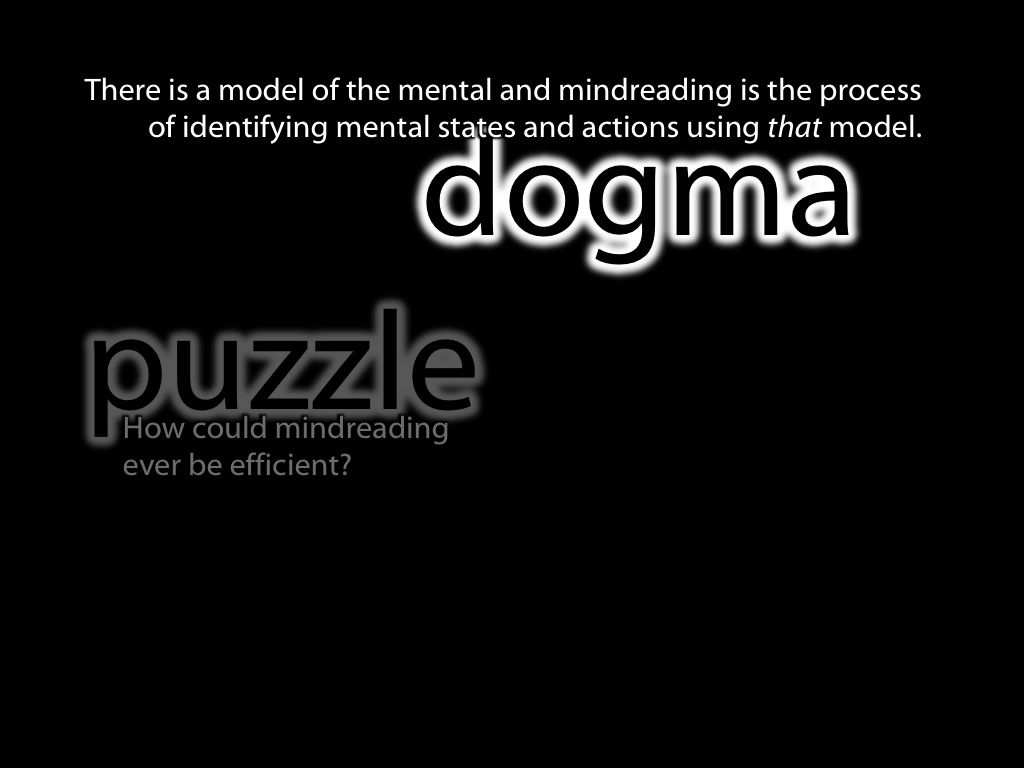 There is a model of the mental and mindreading is the process
of identifying mental states and actions using that model.
dogma
puzzle
How could mindreading
ever be efficient?